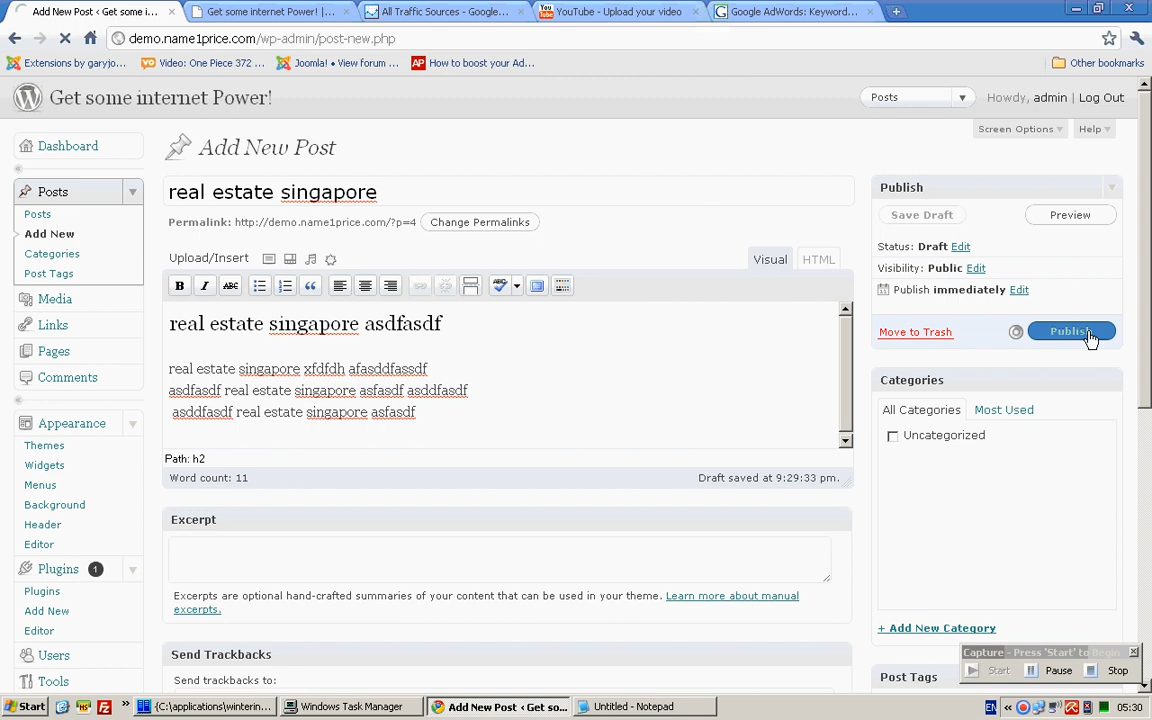 Add New Post ‹ Get some i...
Get some internet Power! | ...
All Traffic Sources - Google...
YouTube - Upload your video
Google AdWords: Keyword...
demo.name1price.com/wp-admin/post-new.php
Extensions by garyjo...
Video: One Piece 372 ...
Joomla! • View forum ...
How to boost your Ad...
Other bookmarks
Get some internet Power!
Posts
Howdy, admin | Log Out
Screen Options
Help
Dashboard
Add New Post
Posts
Posts
Add New
Categories
Post Tags
Media
Links
Pages
Comments
Appearance
Themes
Widgets
Menus
Background
Header
Editor
Plugins 1
Plugins
Add New
Editor
Users
Tools
real estate singapore
Permalink: http://demo.name1price.com/?p=4 Change Permalinks
Upload/Insert
Visual
HTML
B I ABC
real estate singapore asdfasdf
real estate singapore xfdfdh afasddfassdf
asdfasdf real estate singapore asfasdf asddfasdf
asddfasdf real estate singapore asfasdf
Path: h2
Word count: 11
Draft saved at 9:29:33 pm.
Excerpt
Excerpts are optional hand-crafted summaries of your content that can be used in your theme. Learn more about manual
excerpts.
Send Trackbacks
Send trackbacks to:
Publish
Save Draft
Preview
Status: Draft Edit
Visibility: Public Edit
Publish immediately Edit
Move to Trash
Publish
Categories
All Categories
Most Used
Uncategorized
+ Add New Category
Post Tags
Capture - Press 'Start' to Begin
Start
Pause
Stop
Start
{C:\applications\winterin...
Windows Task Manager
Add New Post ‹ Get so...
Untitled - Notepad
EN
05:30